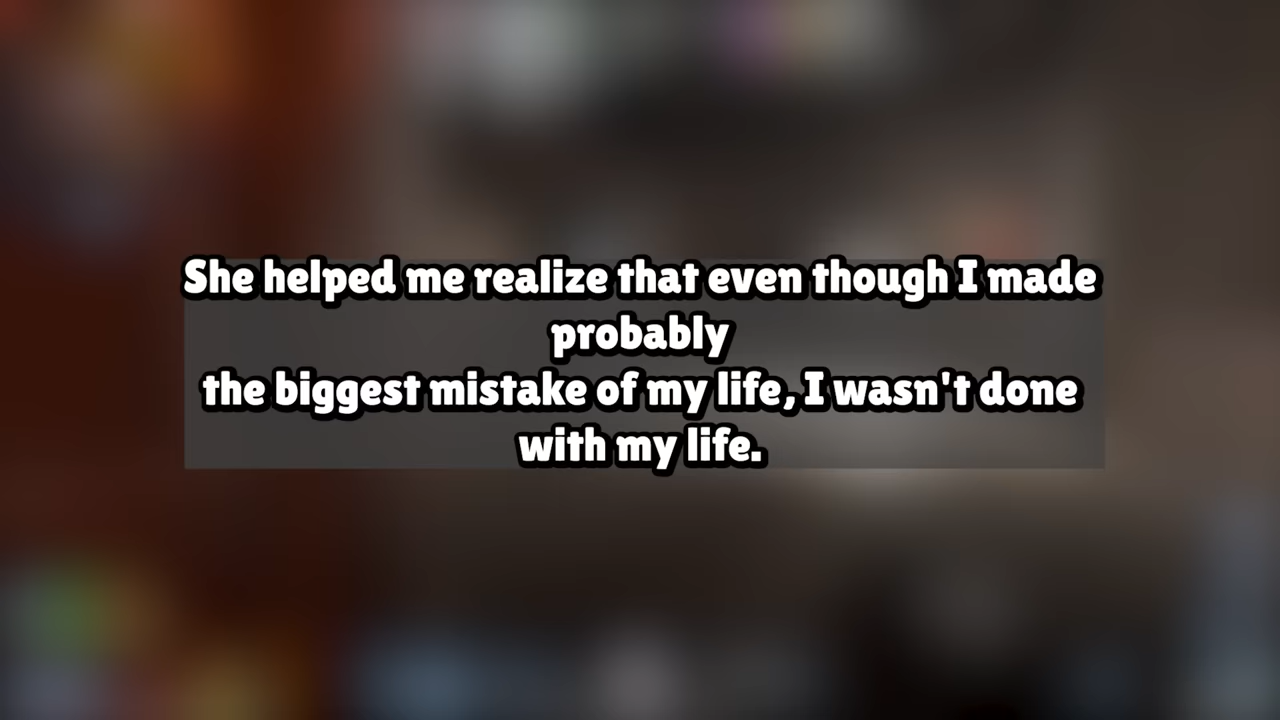 She helped me realize that even though I made
probably
the biggest mistake of my life, I wasn't done
with my life.